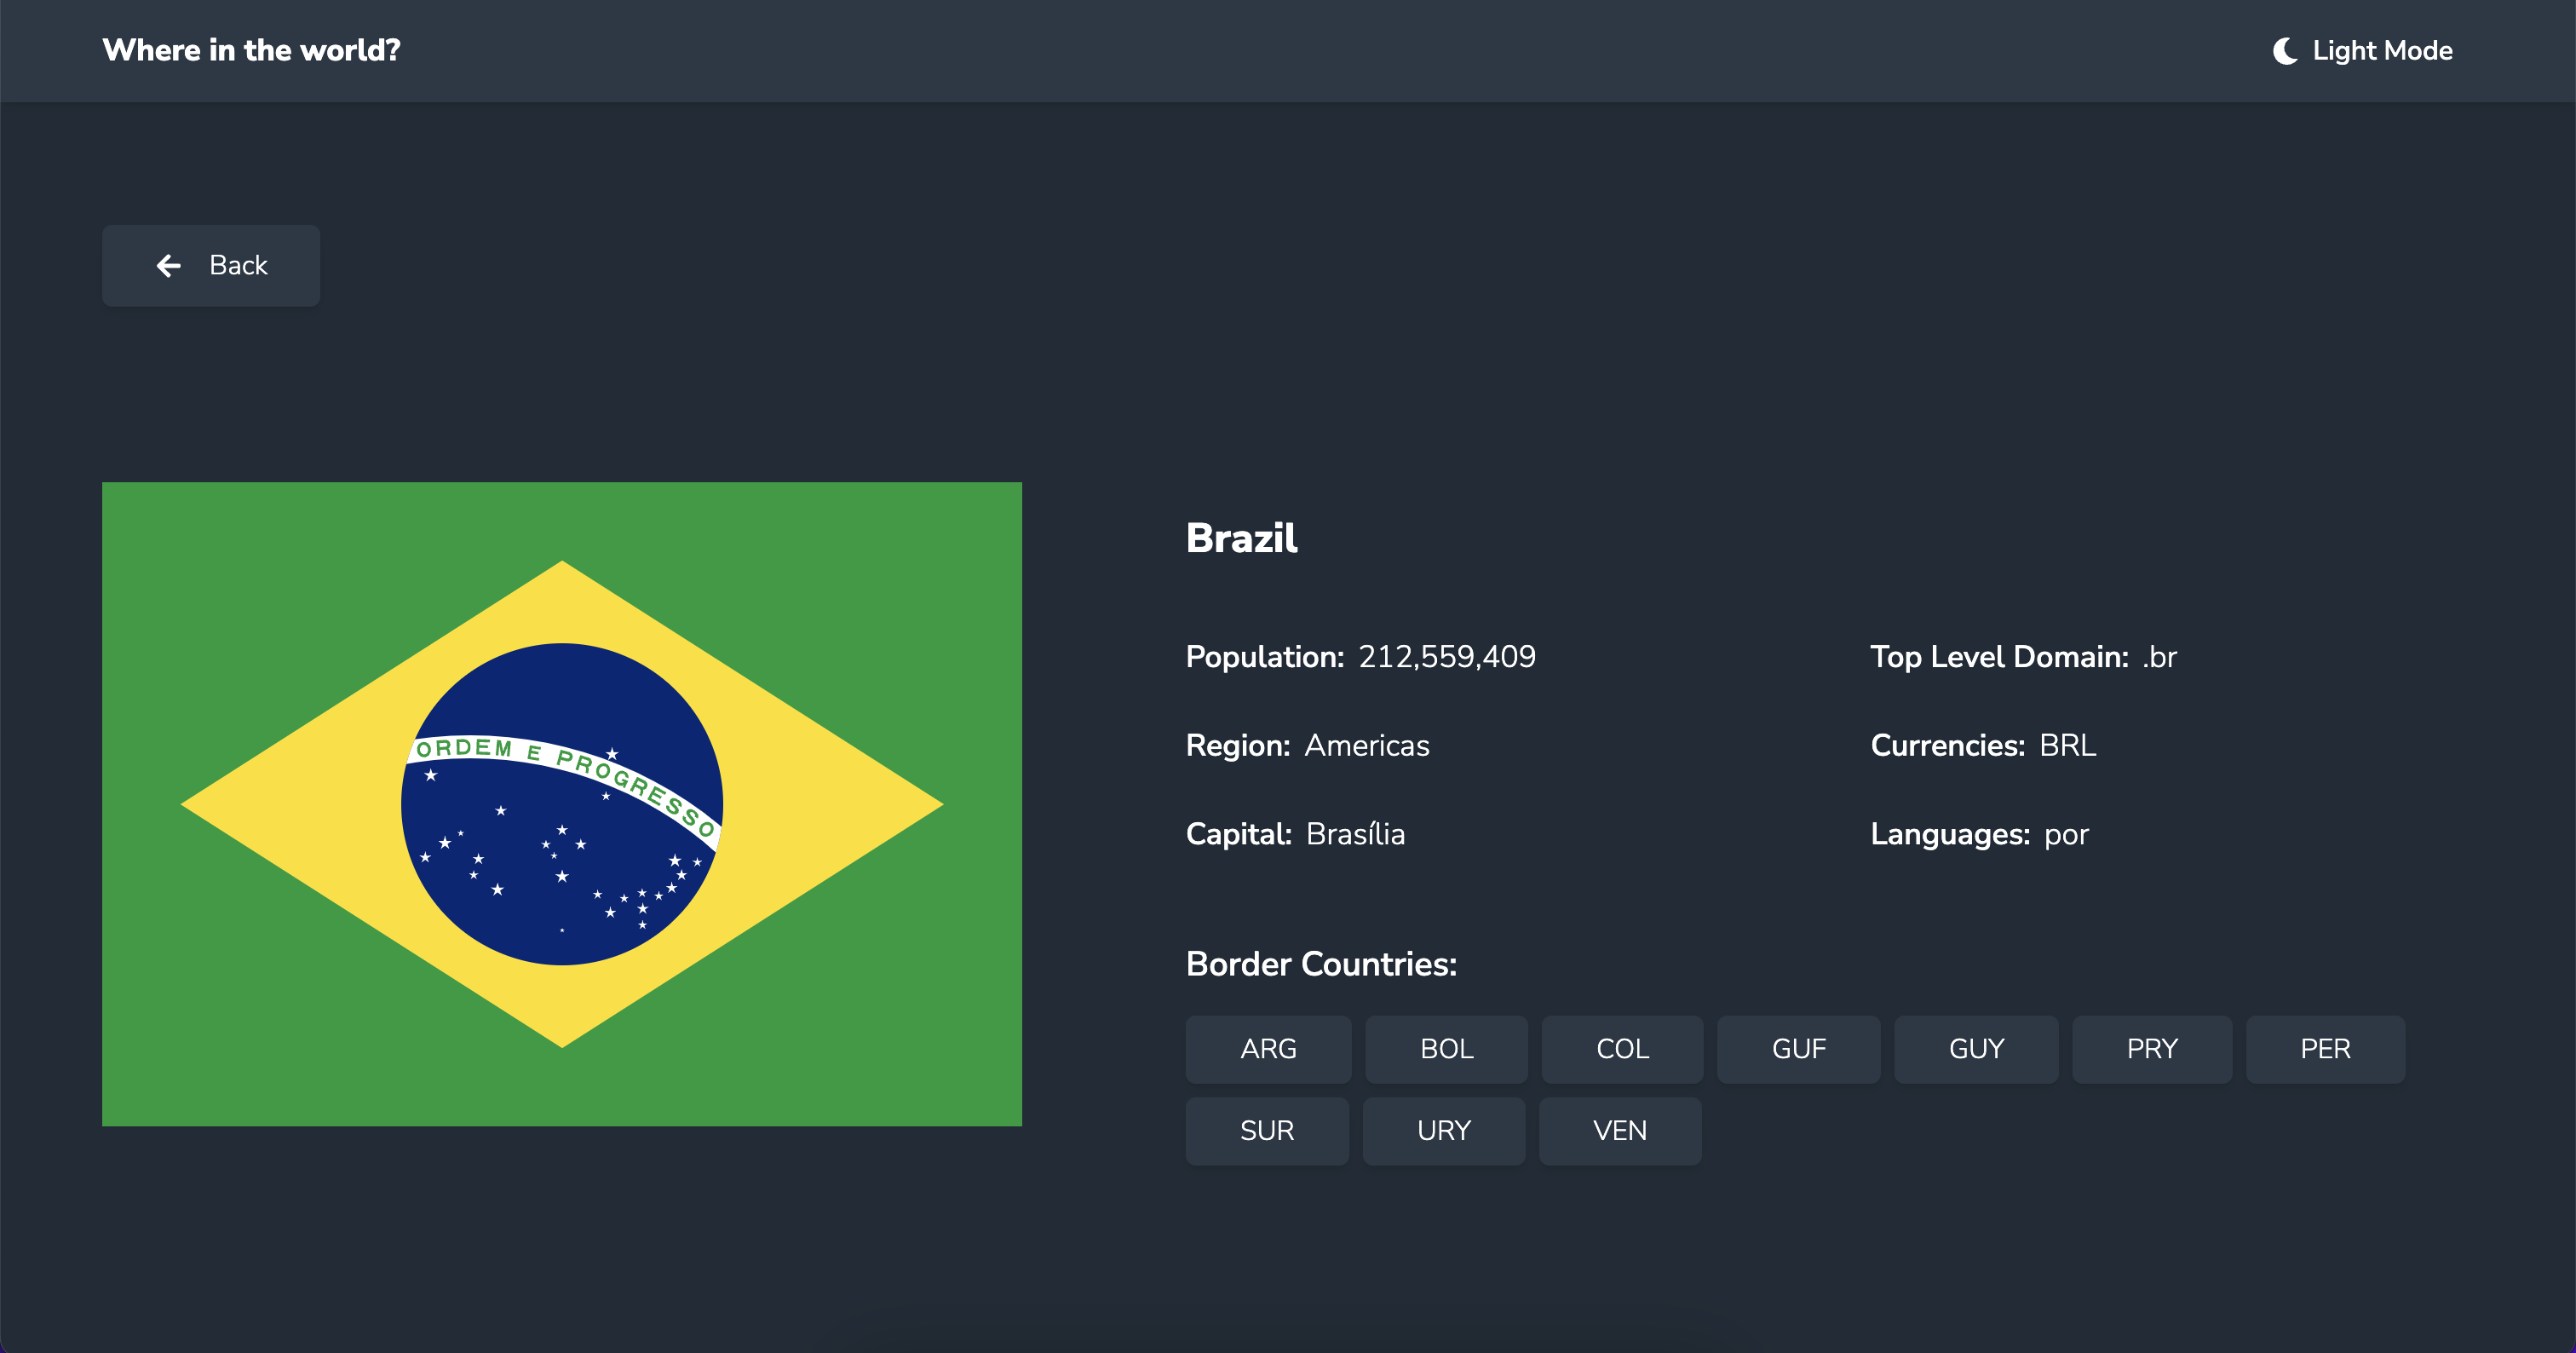 Where in the world?
Light Mode
Back
ORDEM E PROGRESSO
Brazil
Population: 212,559,409
Region: Americas
Capital: Brasília
Top Level Domain: .br
Currencies: BRL
Languages: por
Border Countries:
ARG BOL COL GUF GUY PRY PER
SUR URY VEN